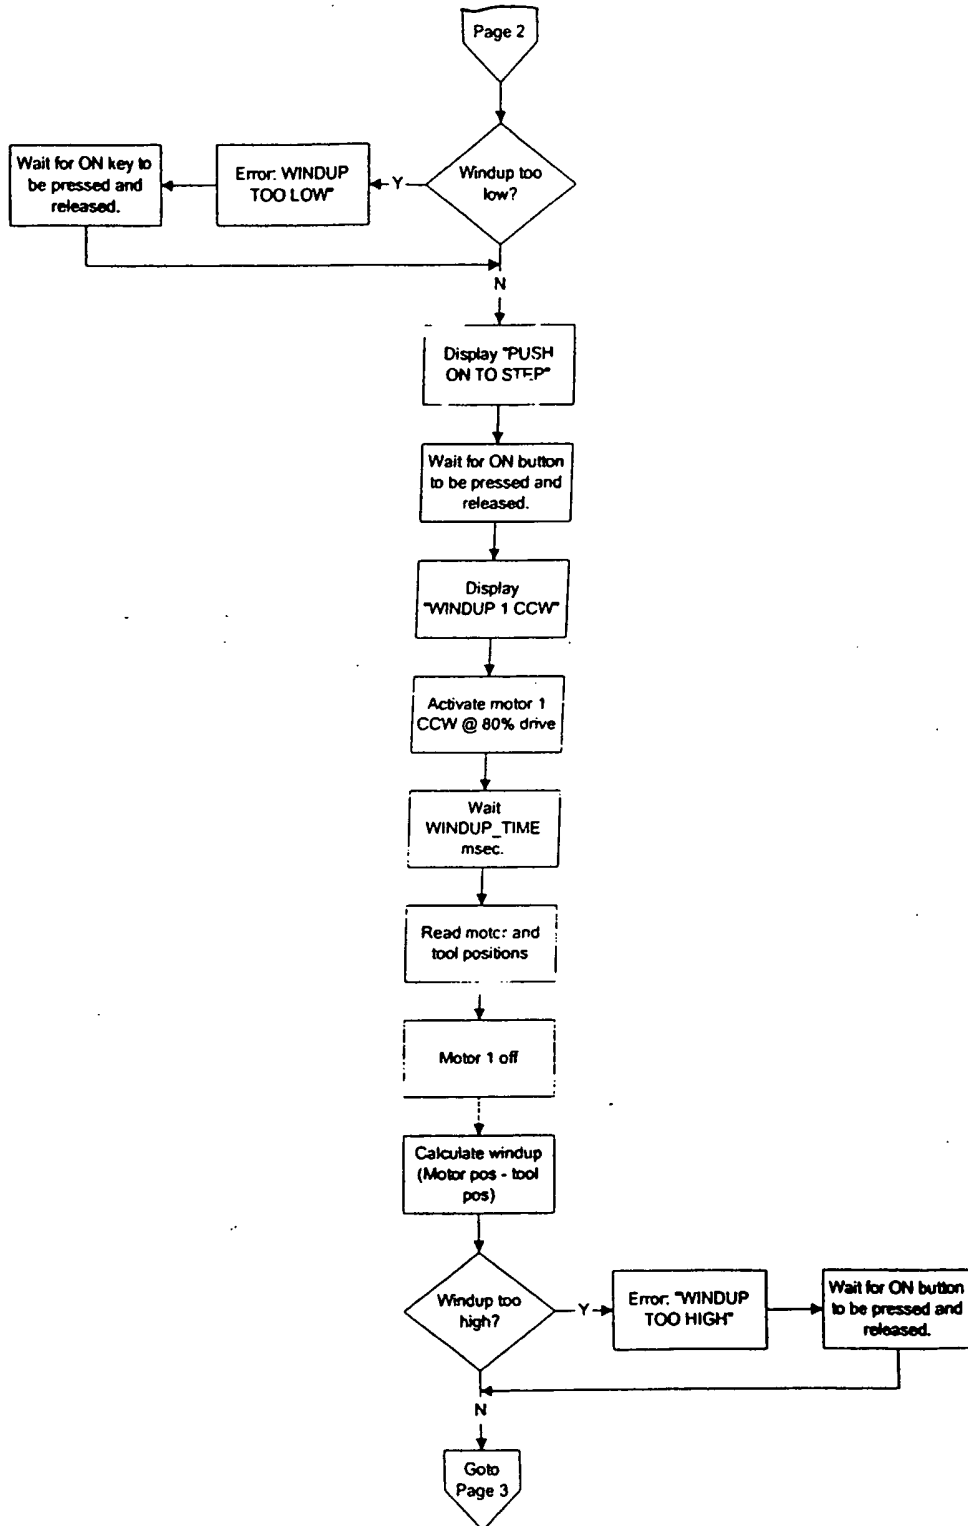 Page 2
Windup too
low?
Y
Error: WINDUP
TOO LOW"
Wait for ON key to
be pressed and
released.
N
Display "PUSH
ON TO STEP"
Wait for ON button
to be pressed and
released.
Display
"WINDUP 1 CCW"
Activate motor 1
CCW @ 80% drive
Wait
WINDUP_TIME
msec.
Read motor and
tool positions
Motor 1 off
Calculate windup
(Motor pos - tool
pos)
Windup too
high?
Y
Error: "WINDUP
TOO HIGH"
Wait for ON button
to be pressed and
released.
N
Goto
Page 3